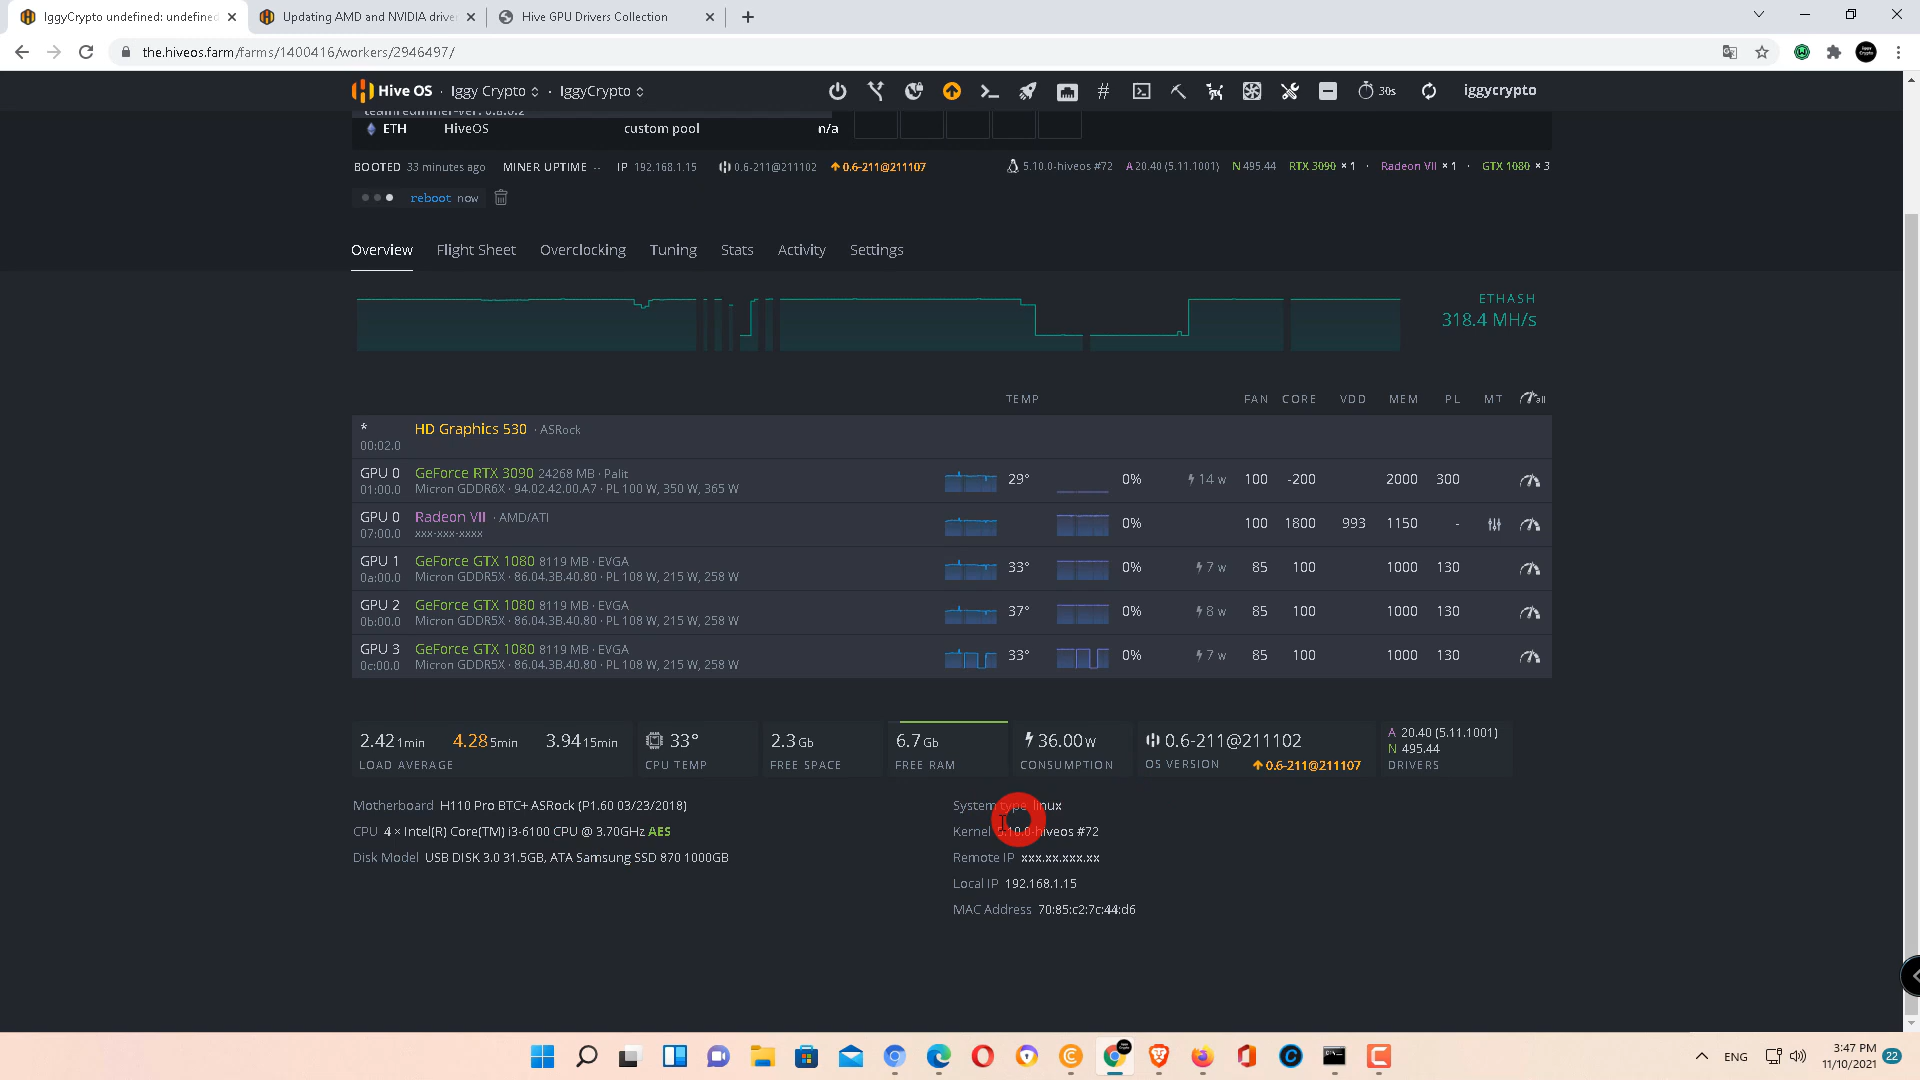 IggyCrypto undefined: undefined
Updating AMD and NVIDIA drive
Hive GPU Drivers Collection
the.hiveos.farm/farms/1400416/workers/2946497/
Hive OS · Iggy Crypto · IggyCrypto
30s
iggycrypto
teamredminer-ver: 0.8.6.2
ETH HiveOS custom pool n/a
BOOTED 33 minutes ago MINER UPTIME -- IP 192.168.1.15 0.6-211@211102 0.6-211@211107
5.10.0-hiveos #72 A 20.40 (5.11.1001) N 495.44 RTX 3090 × 1 · Radeon VII × 1 · GTX 1080 × 3
reboot now
Overview Flight Sheet Overclocking Tuning Stats Activity Settings
ETHASH
318.4 MH/s
TEMP FAN CORE VDD MEM PL MT all
* HD Graphics 530 · ASRock
00:02.0
GPU 0 GeForce RTX 3090 24268 MB · Palit 29° 0% 14 w 100 -200 2000 300
01:00.0 Micron GDDR6X · 94.02.42.00.A7 · PL 100 W, 350 W, 365 W
GPU 0 Radeon VII · AMD/ATI 0% 100 1800 993 1150 -
07:00.0 xxx-xxx-xxxx
GPU 1 GeForce GTX 1080 8119 MB · EVGA 33° 0% 7 w 85 100 1000 130
0a:00.0 Micron GDDR5X · 86.04.3B.40.80 · PL 108 W, 215 W, 258 W
GPU 2 GeForce GTX 1080 8119 MB · EVGA 37° 0% 8 w 85 100 1000 130
0b:00.0 Micron GDDR5X · 86.04.3B.40.80 · PL 108 W, 215 W, 258 W
GPU 3 GeForce GTX 1080 8119 MB · EVGA 33° 0% 7 w 85 100 1000 130
0c:00.0 Micron GDDR5X · 86.04.3B.40.80 · PL 108 W, 215 W, 258 W
2.42 1min 4.28 5min 3.94 15min
LOAD AVERAGE
33°
CPU TEMP
2.3 Gb
FREE SPACE
6.7 Gb
FREE RAM
36.00 W
CONSUMPTION
0.6-211@211102
OS VERSION 0.6-211@211107
A 20.40 (5.11.1001)
N 495.44
DRIVERS
Motherboard H110 Pro BTC+ ASRock (P1.60 03/23/2018)
CPU 4 × Intel(R) Core(TM) i3-6100 CPU @ 3.70GHz AES
Disk Model USB DISK 3.0 31.5GB, ATA Samsung SSD 870 1000GB
System type linux
Kernel 5.10.0-hiveos #72
Remote IP xxx.xx.xxx.xx
Local IP 192.168.1.15
MAC Address 70:85:c2:7c:44:d6
ENG
3:47 PM
11/10/2021
22